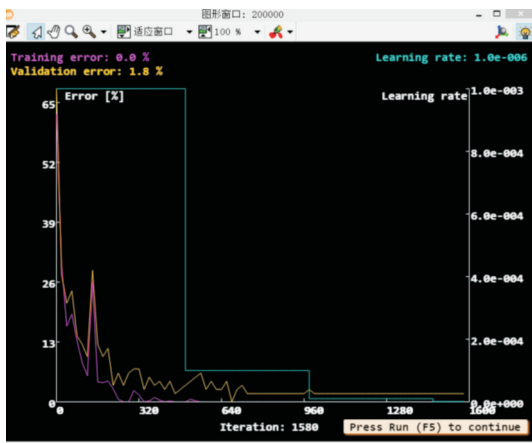 图形窗口: 200000
适应窗口 100 %
Training error: 0.0 %
Learning rate: 1.0e-006
Validation error: 1.8 %
Error [%]
Learning rate
65
52
39
26
13
0
1.0e-003
8.0e-004
6.0e-004
4.0e-004
2.0e-004
0.0e+000
0 320 640 960 1280 1600
Iteration: 1580
Press Run (F5) to continue